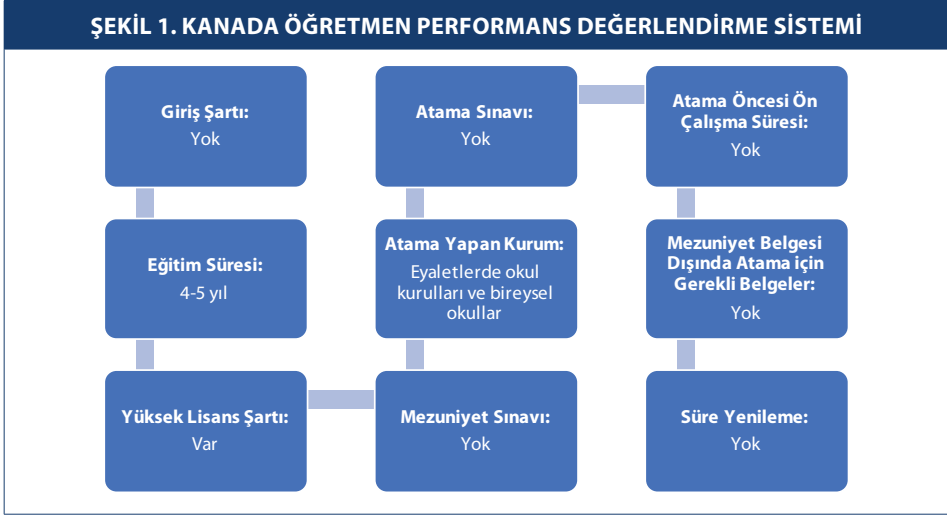 ŞEKİL 1. KANADA ÖĞRETMEN PERFORMANS DEĞERLENDİRME SİSTEMİ
Giriş Şartı:
Yok
Eğitim Süresi:
4-5 yıl
Yüksek Lisans Şartı:
Var
Mezuniyet Sınavı:
Yok
Atama Yapan Kurum:
Eyaletlerde okul
kurulları ve bireysel
okullar
Atama Sınavı:
Yok
Atama Öncesi Ön
Çalışma Süresi:
Yok
Mezuniyet Belgesi
Dışında Atama için
Gerekli Belgeler:
Yok
Süre Yenileme:
Yok